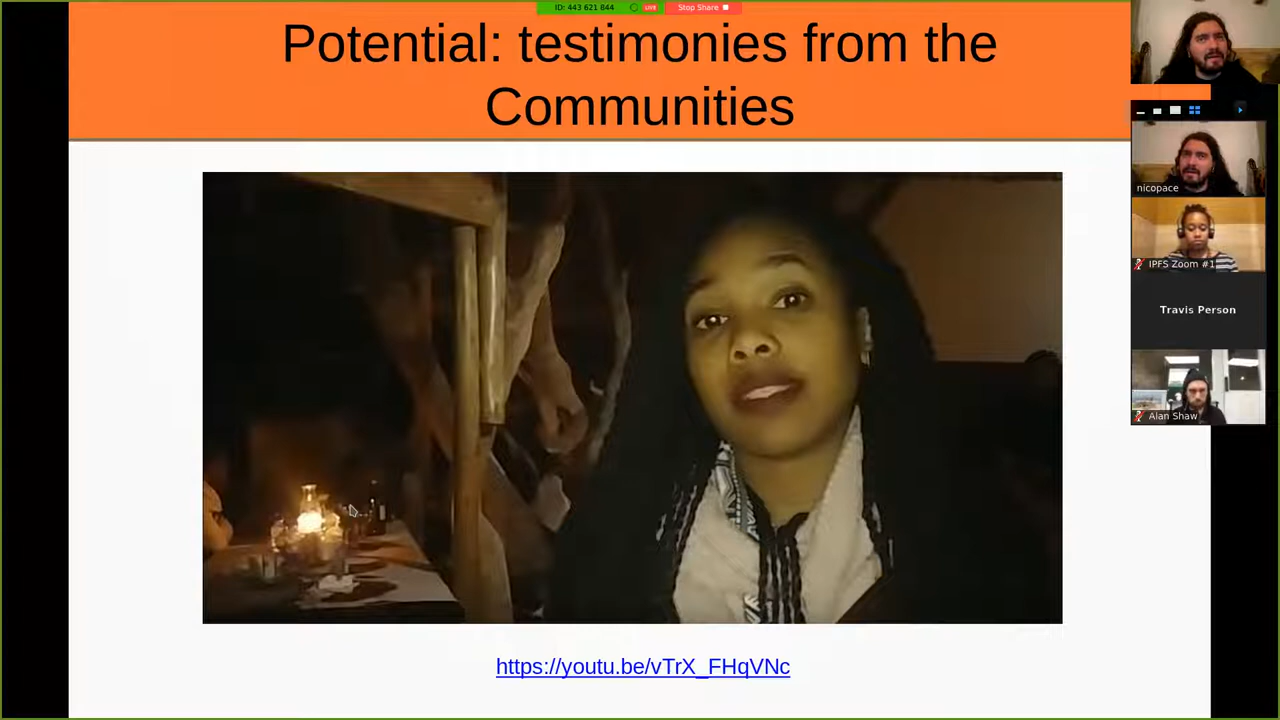 ID: 443 621 844
LIVE
Stop Share
Potential: testimonies from the
Communities
nicopace
IPFS Zoom #1
Travis Person
Alan Shaw
https://youtu.be/vTrX_FHqVNc